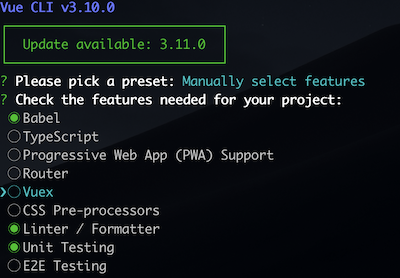 Vue CLI v3.10.0
Update available: 3.11.0
? Please pick a preset: Manually select features
? Check the features needed for your project:
◉Babel
◯TypeScript
◯Progressive Web App (PWA) Support
◯Router
❯◯Vuex
◯CSS Pre-processors
◉Linter / Formatter
◉Unit Testing
◯E2E Testing